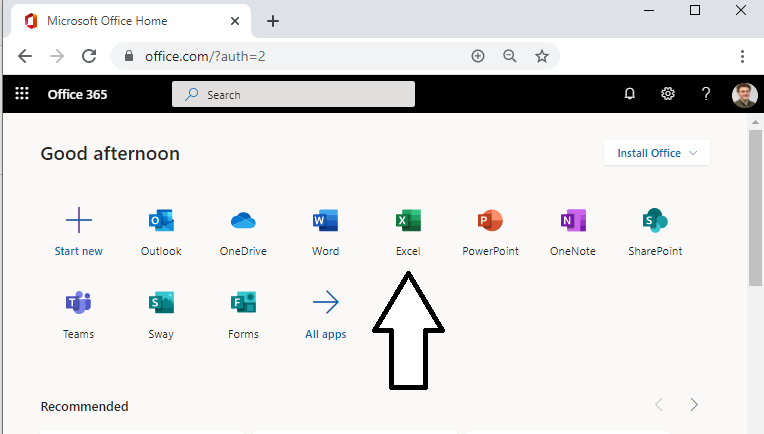 Microsoft Office Home
office.com/?auth=2
Office 365
Search
?
Good afternoon
Install Office
Start new
Outlook
OneDrive
Word
Excel
PowerPoint
OneNote
SharePoint
Teams
Sway
Forms
All apps
Recommended